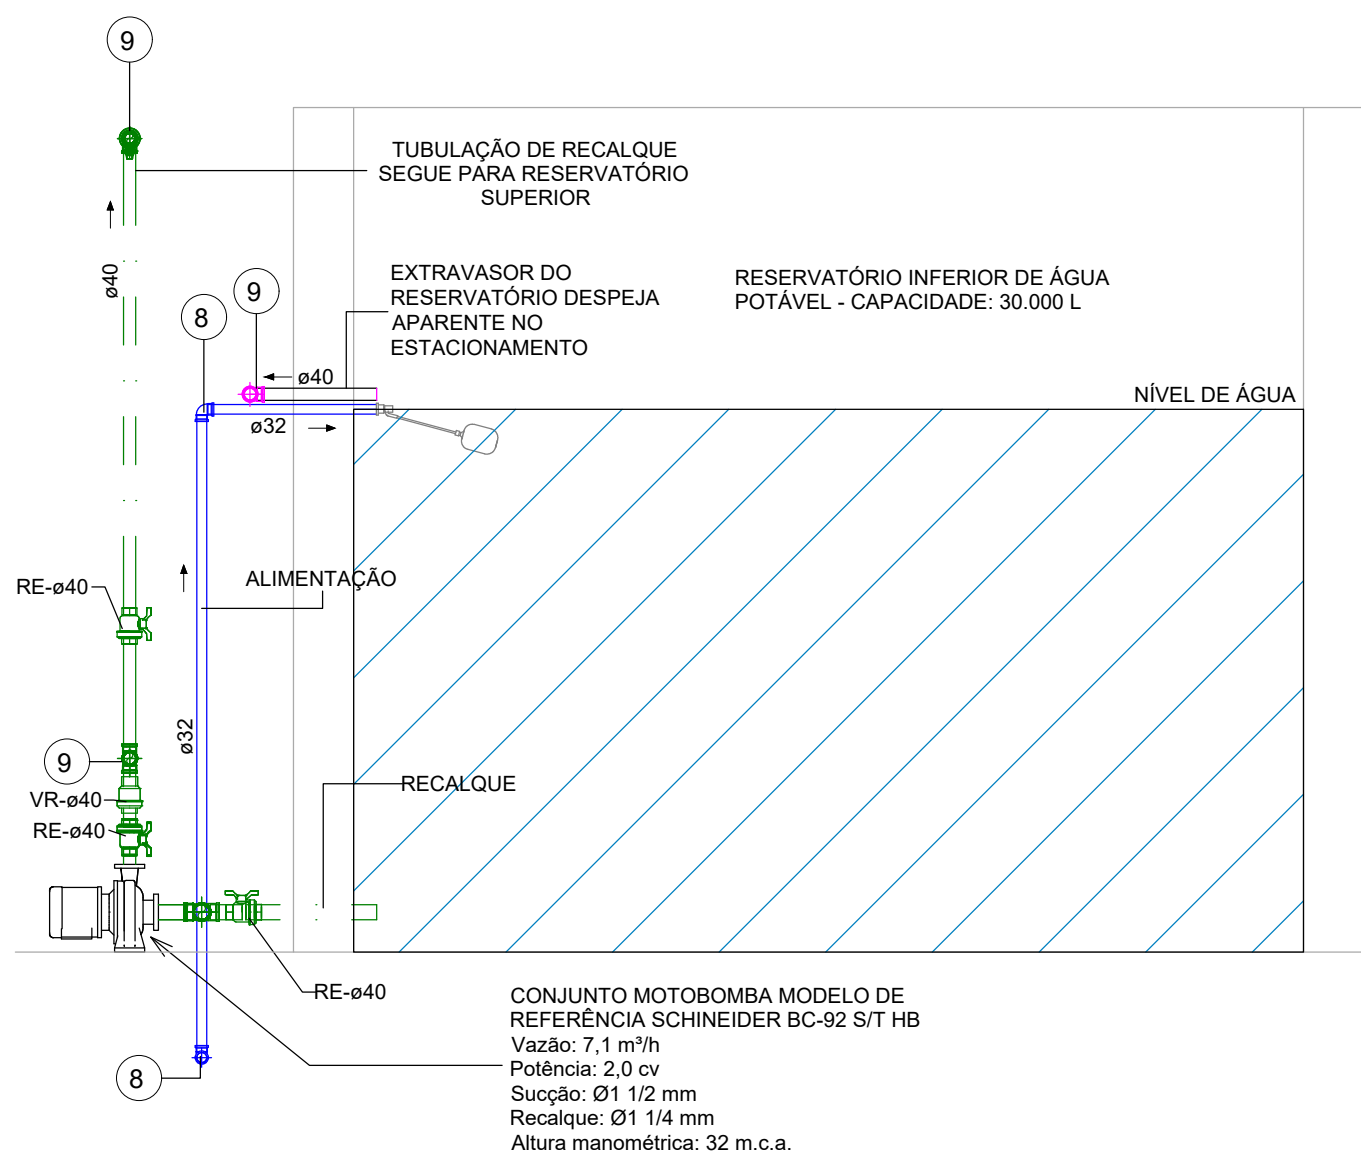 9
TUBULAÇÃO DE RECALQUE
SEGUE PARA RESERVATÓRIO
SUPERIOR
ø40
EXTRAVASOR DO
RESERVATÓRIO DESPEJA
APARENTE NO
ESTACIONAMENTO
RESERVATÓRIO INFERIOR DE ÁGUA
POTÁVEL - CAPACIDADE: 30.000 L
9
8
ø40
NÍVEL DE ÁGUA
ø32
ALIMENTAÇÃO
RE-ø40
ø32
9
RECALQUE
VR-ø40
RE-ø40
RE-ø40
8
CONJUNTO MOTOBOMBA MODELO DE
REFERÊNCIA SCHINEIDER BC-92 S/T HB
Vazão: 7,1 m³/h
Potência: 2,0 cv
Sucção: Ø1 1/2 mm
Recalque: Ø1 1/4 mm
Altura manométrica: 32 m.c.a.